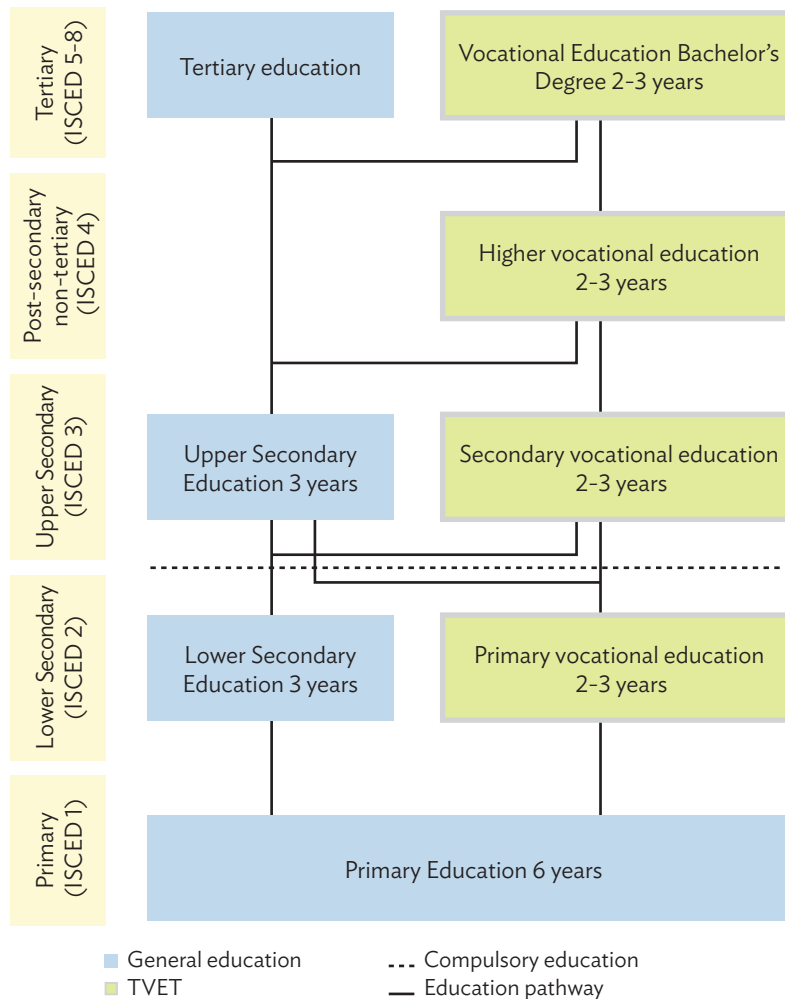 Tertiary
(ISCED 5-8)
Tertiary education
Vocational Education Bachelor's
Degree 2-3 years
Post-secondary
non-tertiary
(ISCED 4)
Higher vocational education
2-3 years
Upper Secondary
(ISCED 3)
Upper Secondary
Education 3 years
Secondary vocational education
2-3 years
Lower Secondary
(ISCED 2)
Lower Secondary
Education 3 years
Primary vocational education
2-3 years
Primary
(ISCED 1)
Primary Education 6 years
General education
TVET
Compulsory education
Education pathway